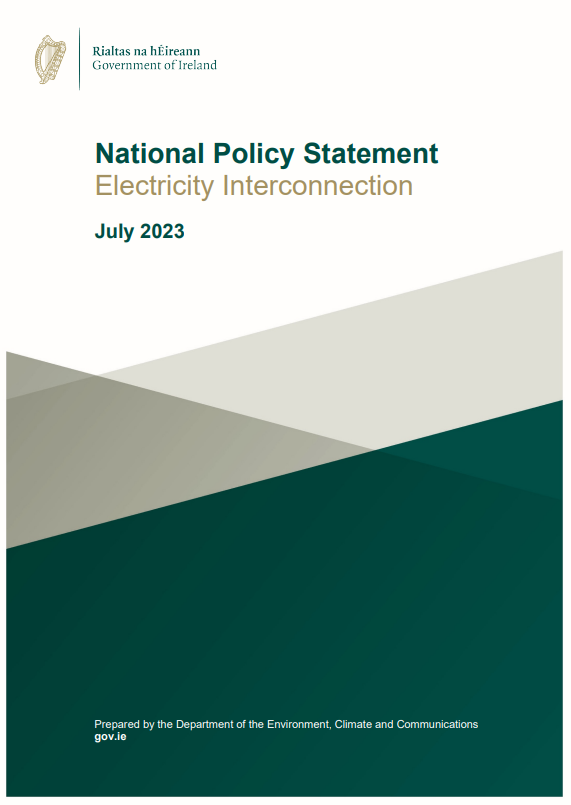 Rialtas na hÉireann
Government of Ireland
National Policy Statement
Electricity Interconnection
July 2023
Prepared by the Department of the Environment, Climate and Communications
gov.ie